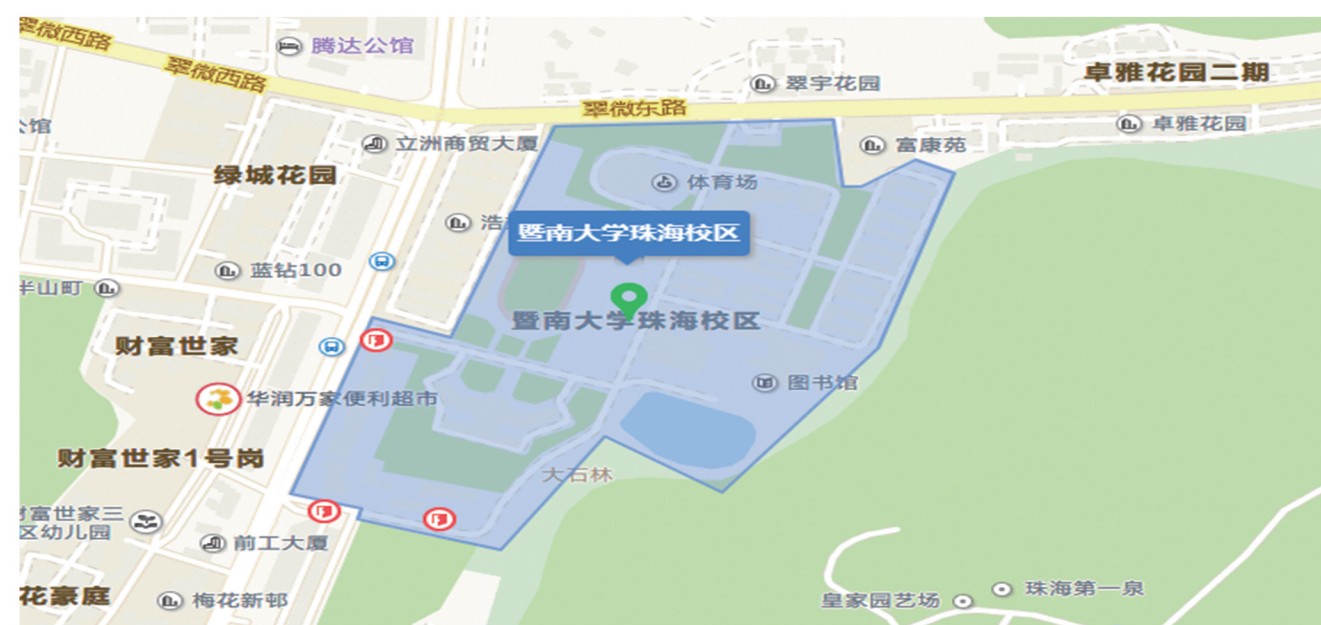 翠微西路
腾达公馆
翠微西路
翠宇花园
卓雅花园二期
翠微东路
公馆
立洲商贸大厦
富康苑
卓雅花园
绿城花园
体育场
浩
暨南大学珠海校区
蓝钻100
半山町
暨南大学珠海校区
财富世家
图书馆
华润万家便利超市
财富世家1号岗
大石林
财富世家三
区幼儿园
前工大厦
花豪庭
梅花新邨
珠海第一泉
皇家园艺场